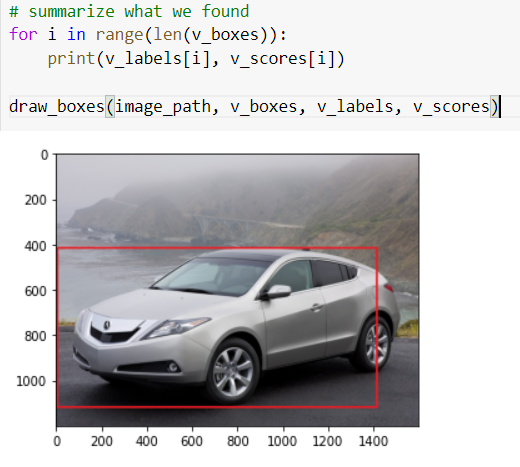 # summarize what we found
for i in range(len(v_boxes)):
    print(v_labels[i], v_scores[i])
draw_boxes(image_path, v_boxes, v_labels, v_scores)
0
200
400
600
800
1000
0 200 400 600 800 1000 1200 1400